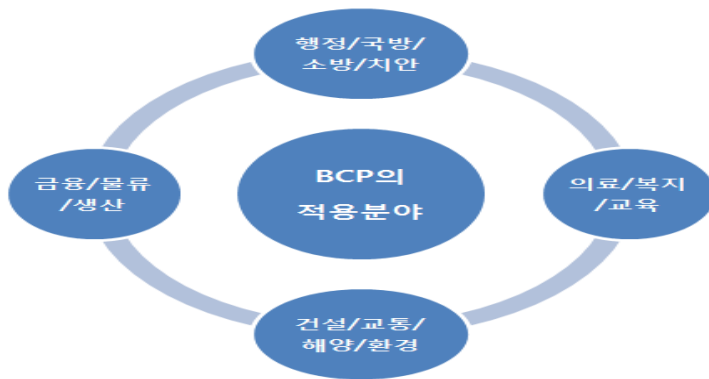 행정/국방/
소방/치안
금융/물류
/생산
BCP의
적용분야
의료/복지
/교육
건설/교통/
해양/환경